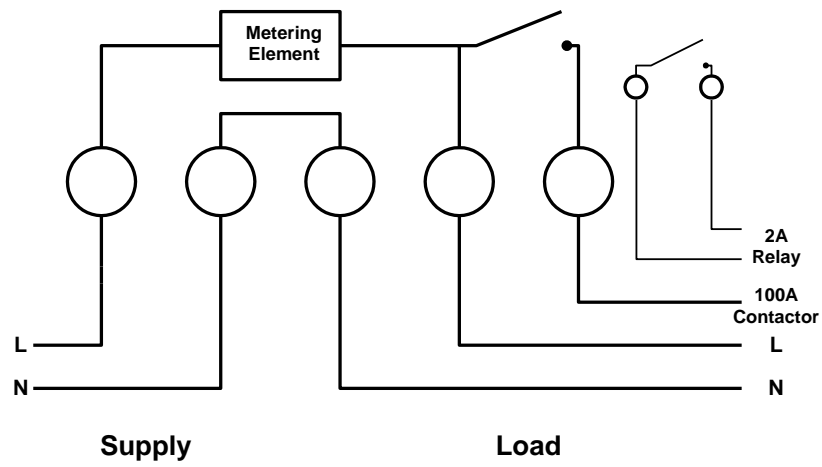 Metering
Element
2A
Relay
100A
Contactor
L
L
N
N
Supply
Load